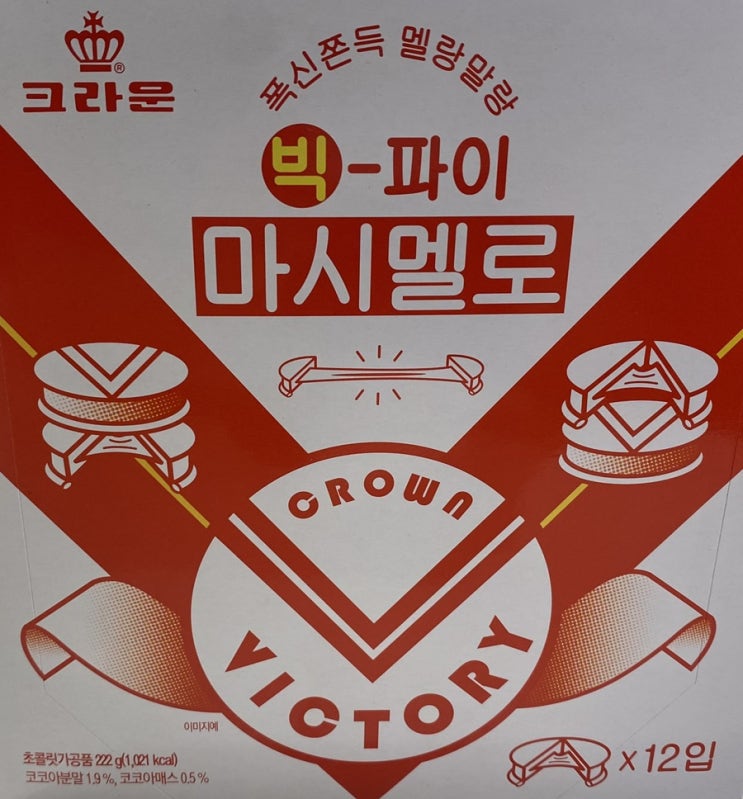 ®
크라운
폭신쫀득 멜랑말랑
빅-파이
마시멜로
CROWN
VICTORY
이미지예
초콜릿가공품 222 g(1,021 kcal)
코코아분말 1.9 %, 코코아매스 0.5 %
x12입